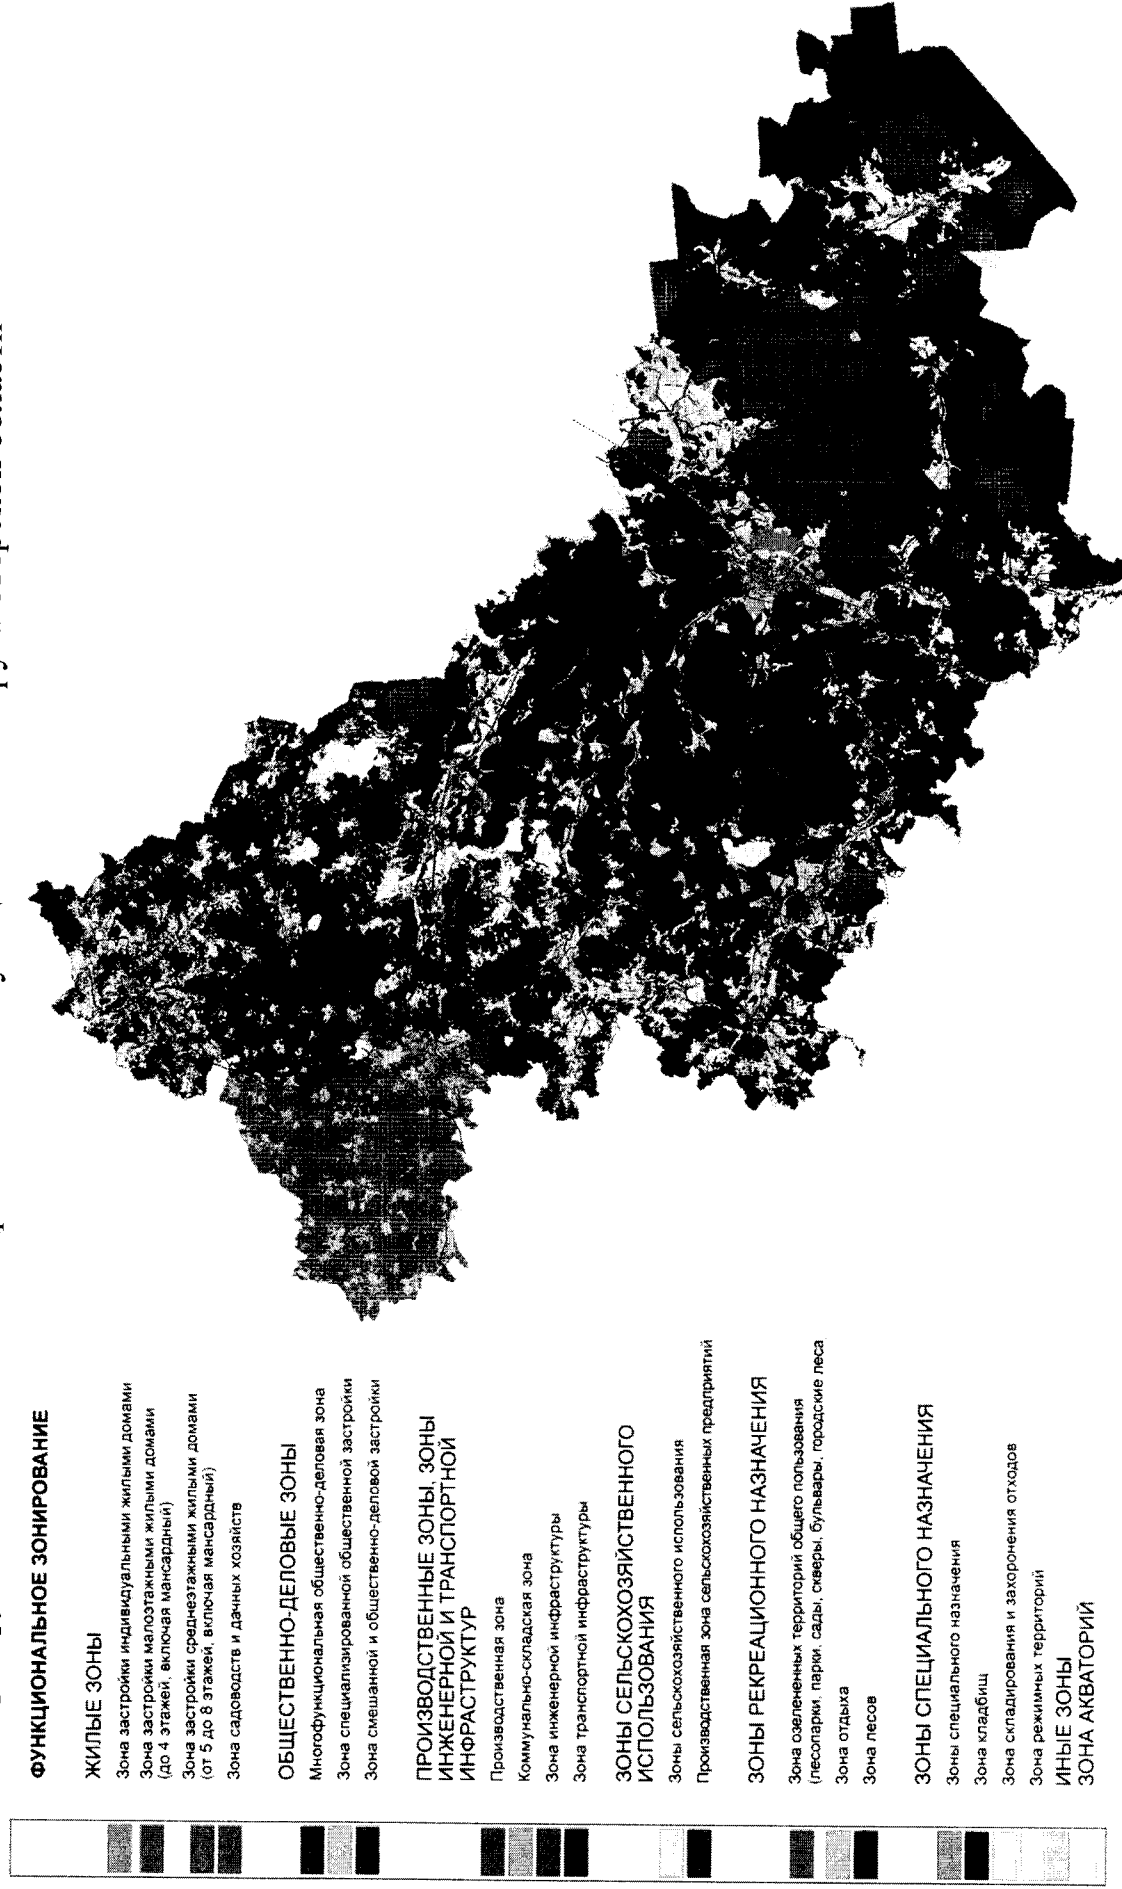 ФУНКЦИОНАЛЬНОЕ ЗОНИРОВАНИЕ
ЖИЛЫЕ ЗОНЫ
Зона застройки индивидуальными жилыми домами
Зона застройки малоэтажными жилыми домами
(до 4 этажей, включая мансардный)
Зона застройки среднеэтажными жилыми домами
(от 5 до 8 этажей, включая мансардный)
Зона садоводств и дачных хозяйств
ОБЩЕСТВЕННО-ДЕЛОВЫЕ ЗОНЫ
Многофункциональная общественно-деловая зона
Зона специализированной общественной застройки
Зона смешанной и общественно-деловой застройки
ПРОИЗВОДСТВЕННЫЕ ЗОНЫ, ЗОНЫ
ИНЖЕНЕРНОЙ И ТРАНСПОРТНОЙ
ИНФРАСТРУКТУР
Производственная зона
Коммунально-складская зона
Зона инженерной инфраструктуры
Зона транспортной инфраструктуры
ЗОНЫ СЕЛЬСКОХОЗЯЙСТВЕННОГО
ИСПОЛЬЗОВАНИЯ
Зоны сельскохозяйственного использования
Производственная зона сельскохозяйственных предприятий
ЗОНЫ РЕКРЕАЦИОННОГО НАЗНАЧЕНИЯ
Зона озелененных территорий общего пользования
(лесопарки, парки, сады, скверы, бульвары, городские леса
Зона отдыха
Зона лесов
ЗОНЫ СПЕЦИАЛЬНОГО НАЗНАЧЕНИЯ
Зоны специального назначения
Зона кладбищ
Зона складирования и захоронения отходов
Зона режимных территорий
ИНЫЕ ЗОНЫ
ЗОНА АКВАТОРИЙ